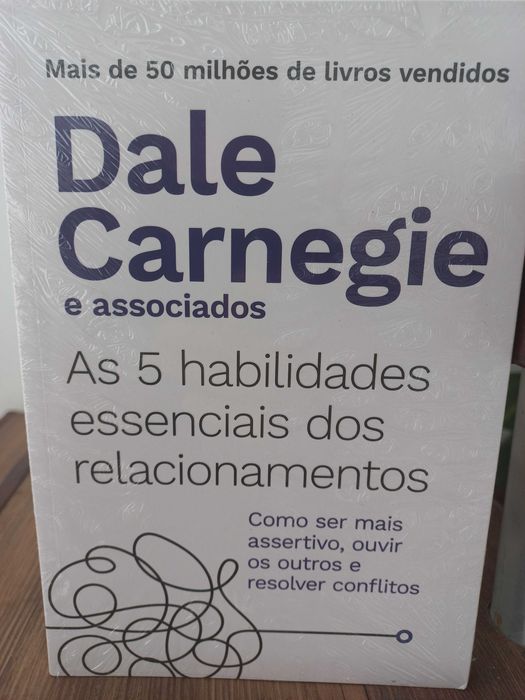 Mais de 50 milhões de livros vendidos
Dale
Carnegie
e associados
As 5 habilidades
essenciais dos
relacionamentos
Como ser mais
assertivo, ouvir
os outros e
resolver conflitos